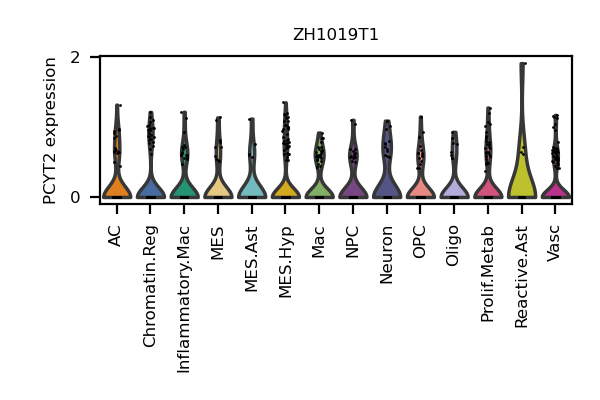 ZH1019T1
PCYT2 expression
2
0
AC
Chromatin.Reg
Inflammatory.Mac
MES
MES.Ast
MES.Hyp
Mac
NPC
Neuron
OPC
Oligo
Prolif.Metab
Reactive.Ast
Vasc